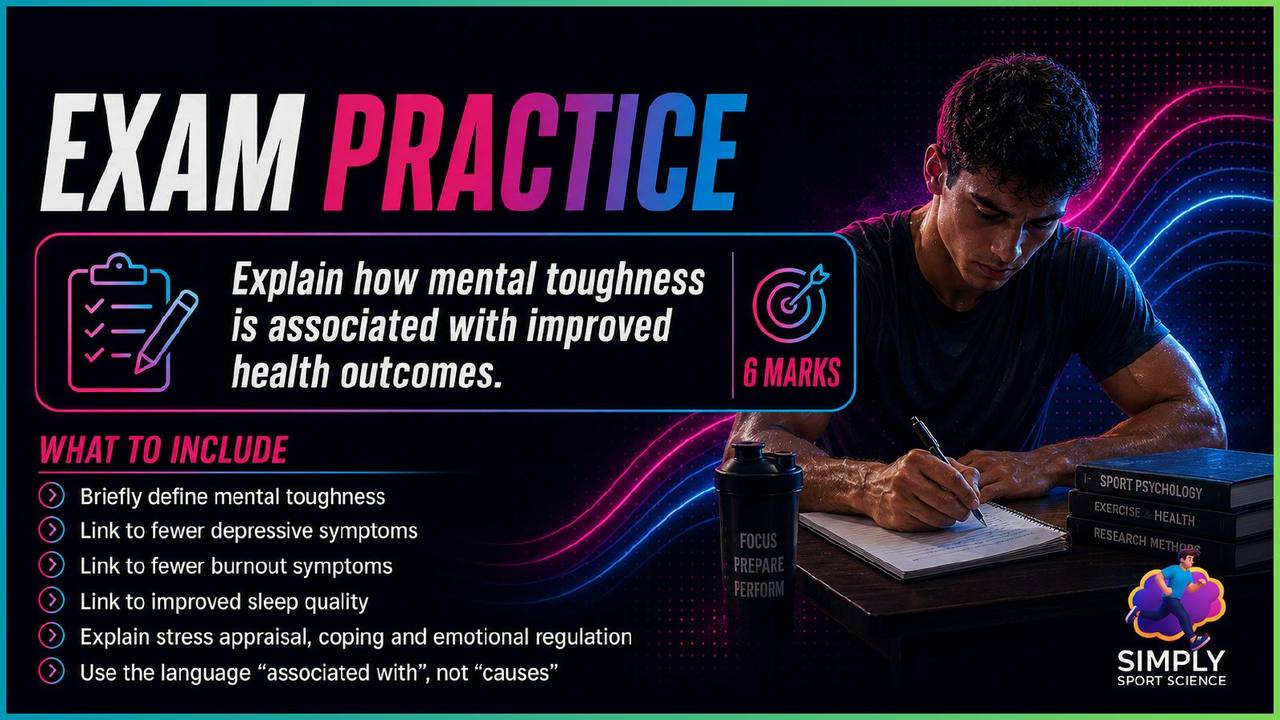 EXAM PRACTICE
Explain how mental toughness
is associated with improved
health outcomes.
6 MARKS
WHAT TO INCLUDE
Briefly define mental toughness
Link to fewer depressive symptoms
Link to fewer burnout symptoms
Link to improved sleep quality
Explain stress appraisal, coping and emotional regulation
Use the language “associated with”, not “causes”
FOCUS
PREPARE
PERFORM
SPORT PSYCHOLOGY
EXERCISE & HEALTH
RESEARCH METHODS
SIMPLY
SPORT SCIENCE